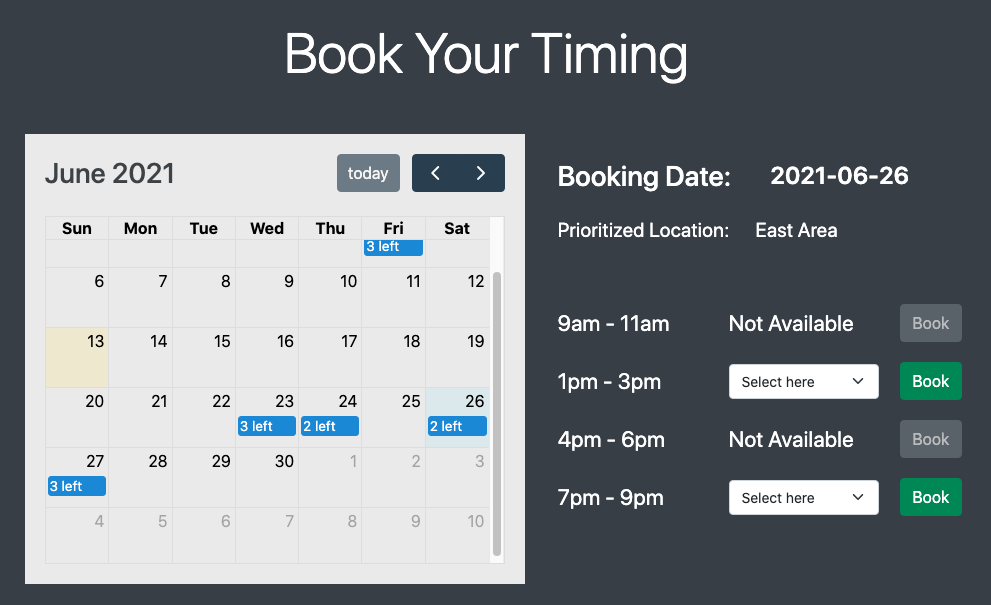 Book Your Timing
June 2021
today
Sun Mon Tue Wed Thu Fri Sat
3 left
6 7 8 9 10 11 12
13 14 15 16 17 18 19
20 21 22 23 24 25 26
3 left 2 left 2 left
27 28 29 30 1 2 3
3 left
4 5 6 7 8 9 10
Booking Date: 2021-06-26
Prioritized Location: East Area
9am - 11am Not Available Book
1pm - 3pm Select here Book
4pm - 6pm Not Available Book
7pm - 9pm Select here Book